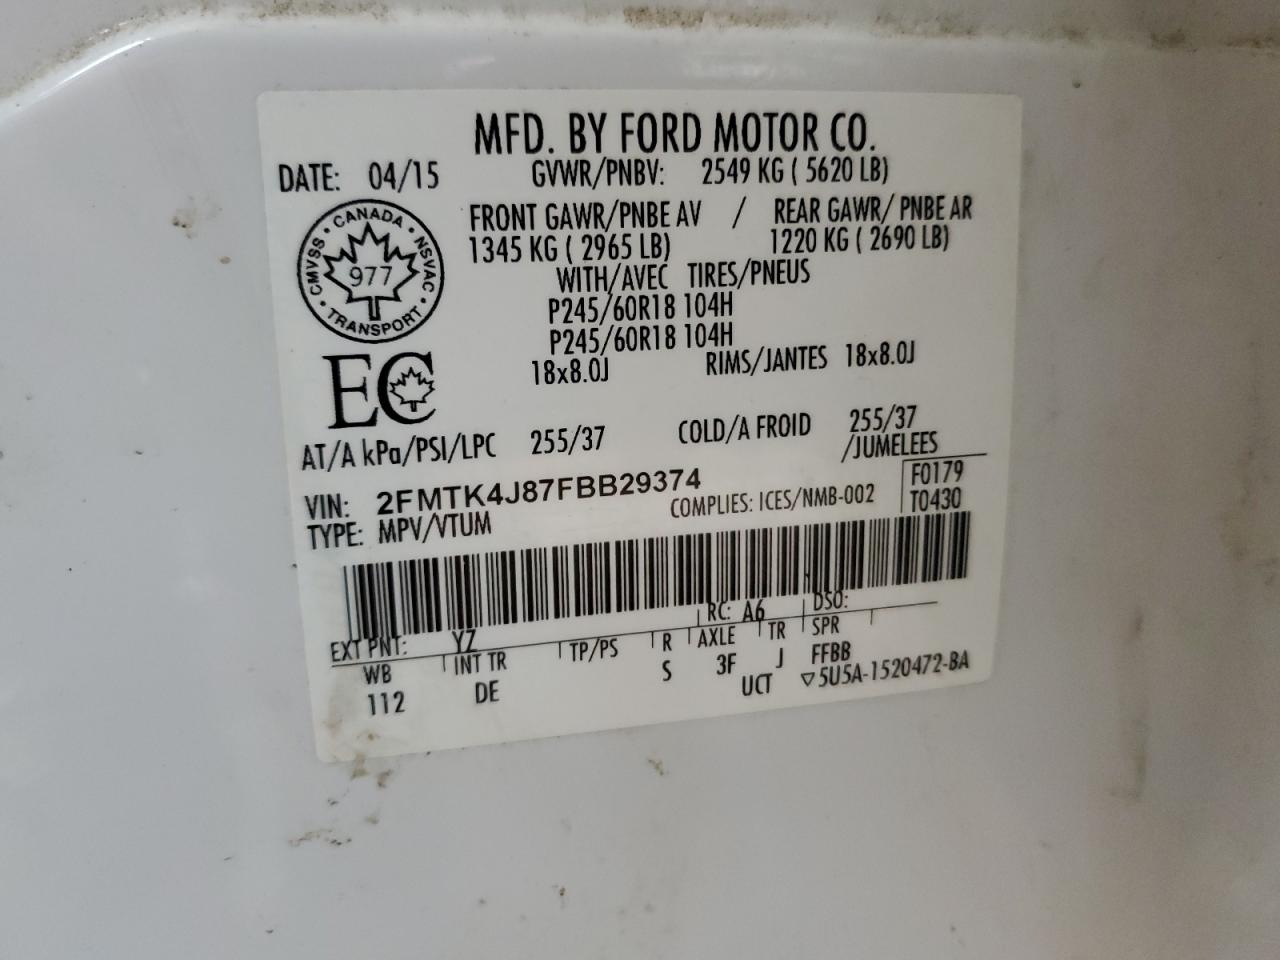 MFD. BY FORD MOTOR CO.
DATE: 04/15 GVWR/PNBV: 2549 KG ( 5620 LB)
FRONT GAWR/PNBE AV / REAR GAWR/ PNBE AR
1345 KG ( 2965 LB) 1220 KG ( 2690 LB)
CANADA · NSVAC · TRANSPORT · CMVSS ·
977
WITH/AVEC TIRES/PNEUS
P245/60R18 104H
P245/60R18 104H
18x8.0J RIMS/JANTES 18x8.0J
EC
AT/A kPa/PSI/LPC 255/37 COLD/A FROID 255/37
/JUMELEES
VIN: 2FMTK4J87FBB29374 F0179
TYPE: MPV/VTUM COMPLIES: ICES/NMB-002 T0430
EXT PNT: YZ RC: A6 DSO:
WB INT TR TP/PS R AXLE TR SPR
112 DE S 3F J FFBB
UCT ▽5U5A-1520472-BA